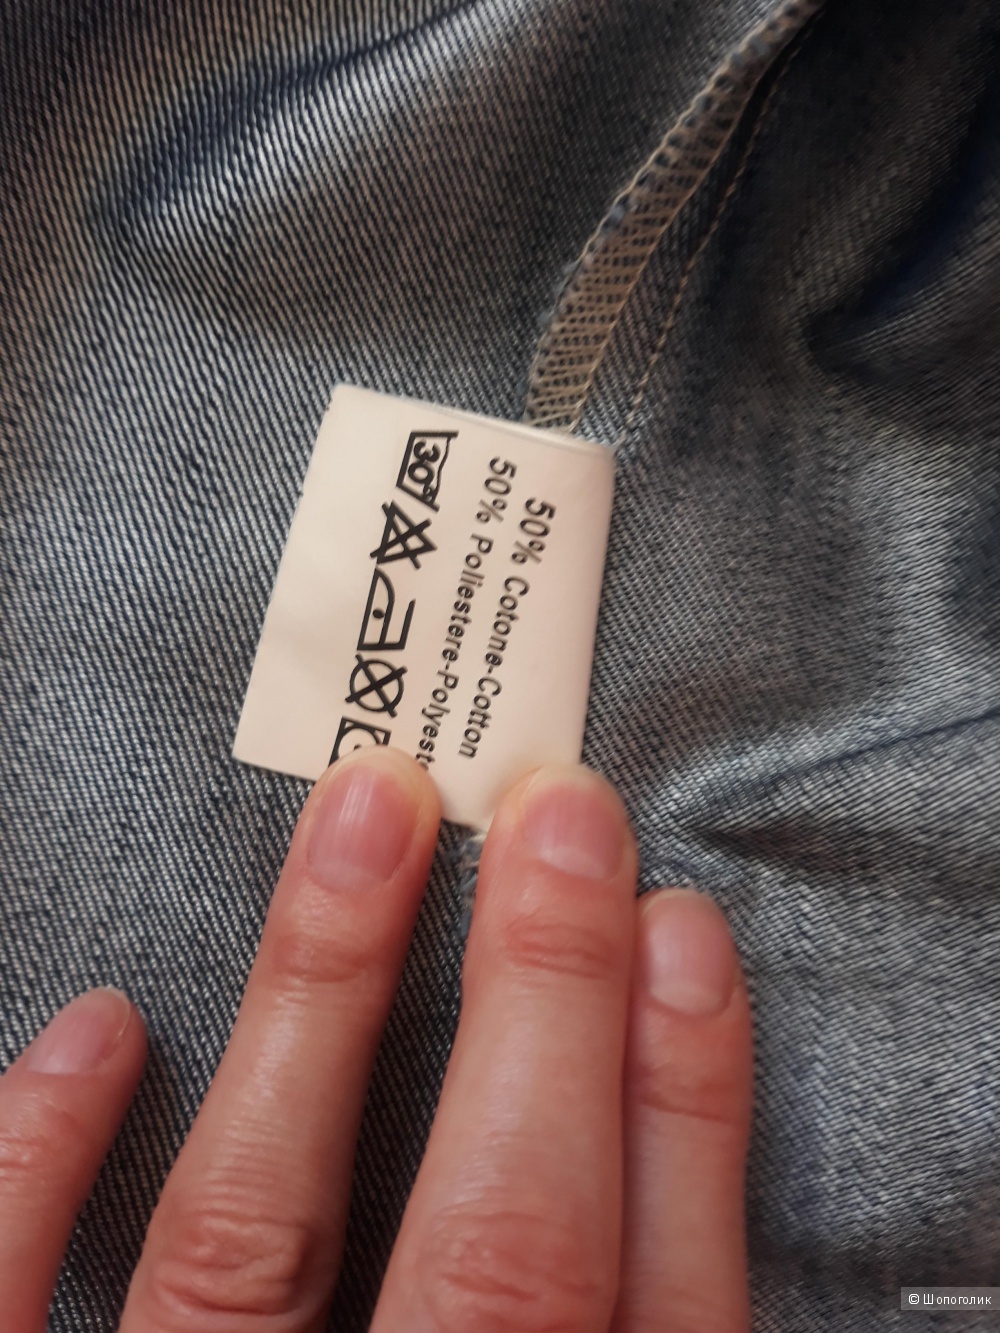 50% Cotone-Cotton
50% Poliestere-Polyest
30°
© Шопоголик